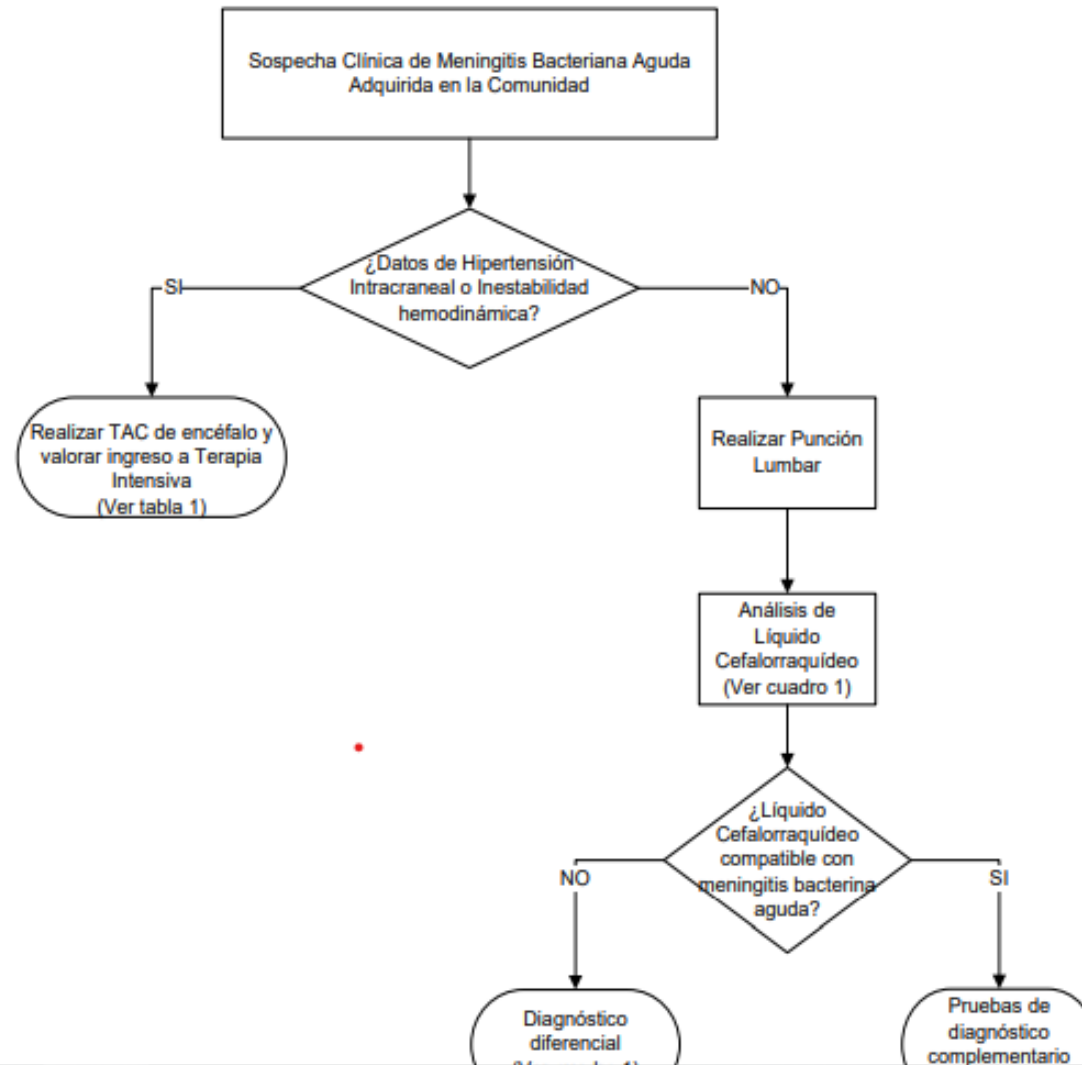 Sospecha Clínica de Meningitis Bacteriana Aguda
Adquirida en la Comunidad
¿Datos de Hipertensión
Intracraneal o Inestabilidad
hemodinámica?
SI
NO
Realizar TAC de encéfalo y
valorar ingreso a Terapia
Intensiva
(Ver tabla 1)
Realizar Punción
Lumbar
Análisis de
Líquido
Cefalorraquídeo
(Ver cuadro 1)
¿Líquido
Cefalorraquídeo
compatible con
meningitis bacterina
aguda?
NO
SI
Diagnóstico
diferencial
Pruebas de
diagnóstico
complementario